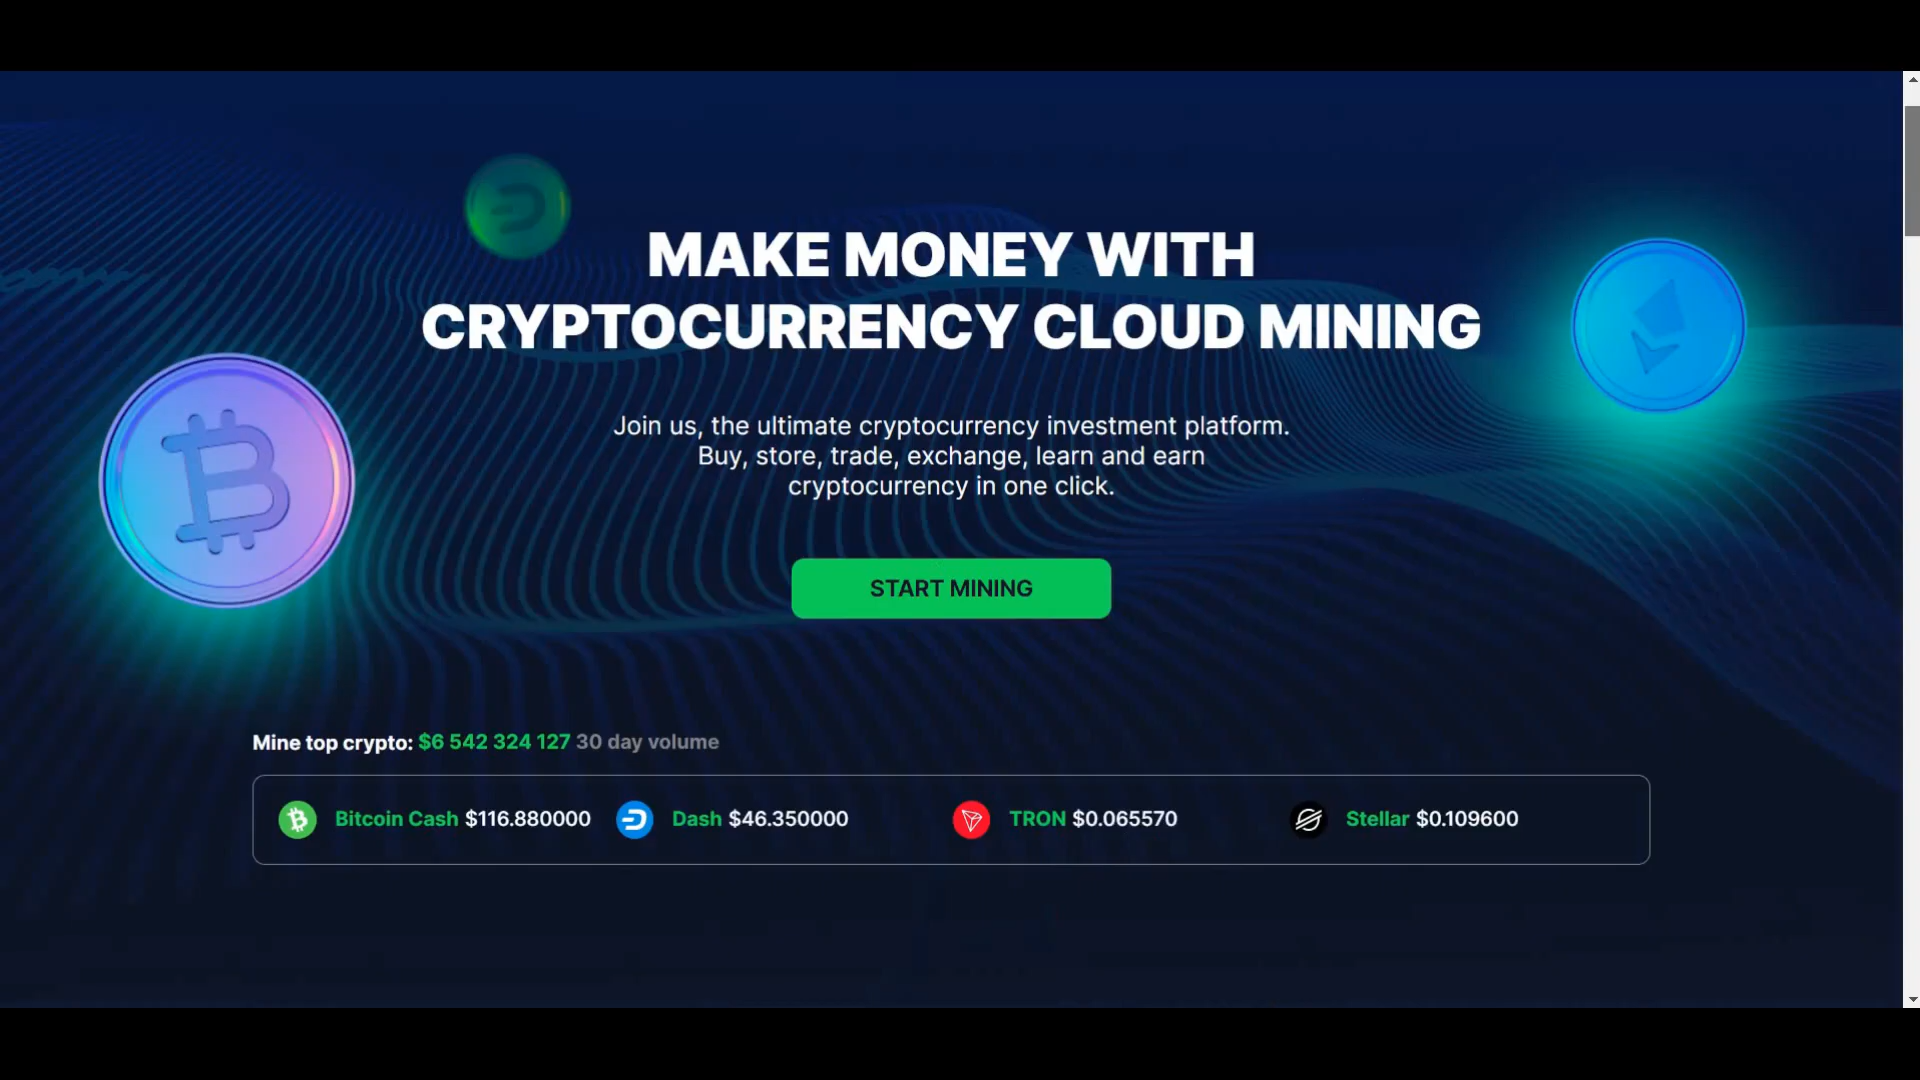 MAKE MONEY WITH
CRYPTOCURRENCY CLOUD MINING
Join us, the ultimate cryptocurrency investment platform.
Buy, store, trade, exchange, learn and earn
cryptocurrency in one click.
START MINING
Mine top crypto: $6 542 324 127 30 day volume
Bitcoin Cash $116.880000 Dash $46.350000 TRON $0.065570 Stellar $0.109600